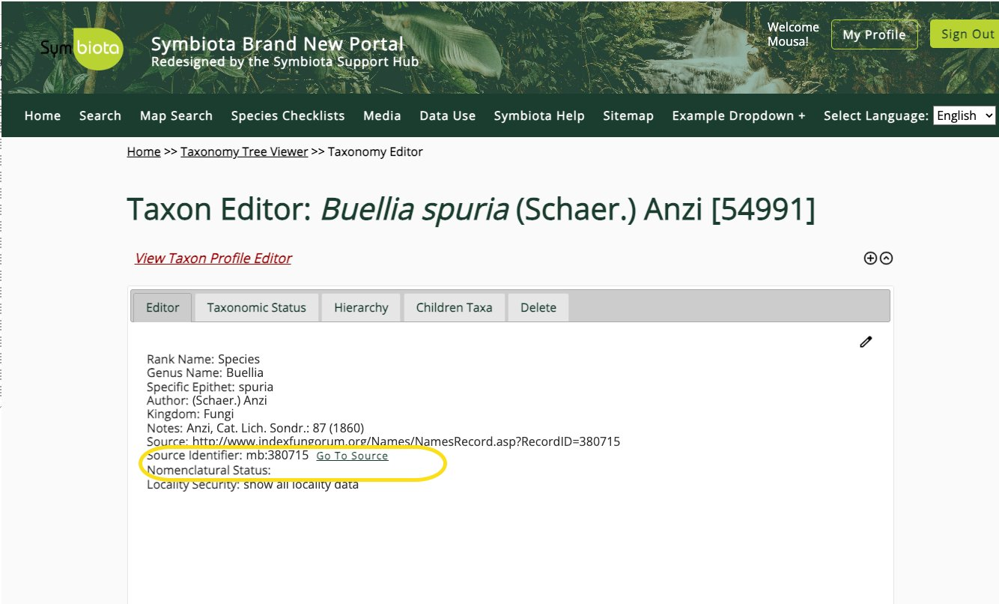 Symbiota
Symbiota Brand New Portal
Redesigned by the Symbiota Support Hub
Welcome
Mousa!
My Profile
Sign Out
Home Search Map Search Species Checklists Media Data Use Symbiota Help Sitemap Example Dropdown + Select Language: English
Home >> Taxonomy Tree Viewer >> Taxonomy Editor
Taxon Editor: Buellia spuria (Schaer.) Anzi [54991]
View Taxon Profile Editor
Editor Taxonomic Status Hierarchy Children Taxa Delete
Rank Name: Species
Genus Name: Buellia
Specific Epithet: spuria
Author: (Schaer.) Anzi
Kingdom: Fungi
Notes: Anzi, Cat. Lich. Sondr.: 87 (1860)
Source: http://www.indexfungorum.org/Names/NamesRecord.asp?RecordID=380715
Source Identifier: mb:380715 Go To Source
Nomenclatural Status:
Locality Security: show all locality data